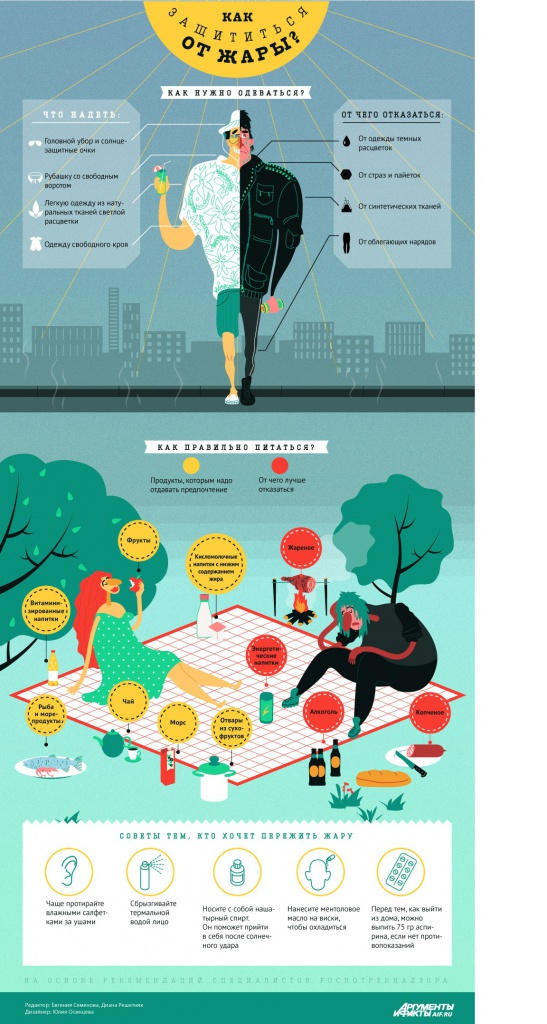 КАК
ЗАЩИТИТЬСЯ
ОТ ЖАРЫ?
КАК НУЖНО ОДЕВАТЬСЯ?
ЧТО НАДЕТЬ:
Головной убор и солнце-
защитные очки
Рубашку со свободным
воротом
Легкую одежду из нату-
ральных тканей светлой
расцветки
Одежду свободного кроя
ОТ ЧЕГО ОТКАЗАТЬСЯ:
От одежды темных
расцветок
От страз и пайеток
От синтетических тканей
От облегающих нарядов
КАК ПРАВИЛЬНО ПИТАТЬСЯ?
Продукты, которым надо
отдавать предпочтение
От чего лучше
отказаться
Фрукты
Кисломолочные
напитки с низким
содержанием
жира
Жареное
Витамини-
зированные
напитки
Энергети-
ческие
напитки
Рыба
и море-
продукты
Чай
Морс
Отвары
из сухо-
фруктов
Алкоголь
Копченое
СОВЕТЫ ТЕМ, КТО ХОЧЕТ ПЕРЕЖИТЬ ЖАРУ
Чаще протирайте
влажными салфет-
ками за ушами
Сбрызгивайте
термальной
водой лицо
Носите с собой наша-
тырный спирт.
Он поможет прийти
в себя после солнеч-
ного удара
Нанесите ментоловое
масло на виски,
чтобы охладиться
Перед тем, как выйти
из дома, можно
выпить 75 гр аспи-
рина, если нет проти-
вопоказаний
НА ОСНОВЕ РЕКОМЕНДАЦИЙ СПЕЦИАЛИСТОВ РОСПОТРЕБНАДЗОРА
Редактор: Евгения Семенова, Диана Решетняк
Дизайнер: Юлия Осинцева
АРГУМЕНТЫ
И ФАКТЫ AIF.RU